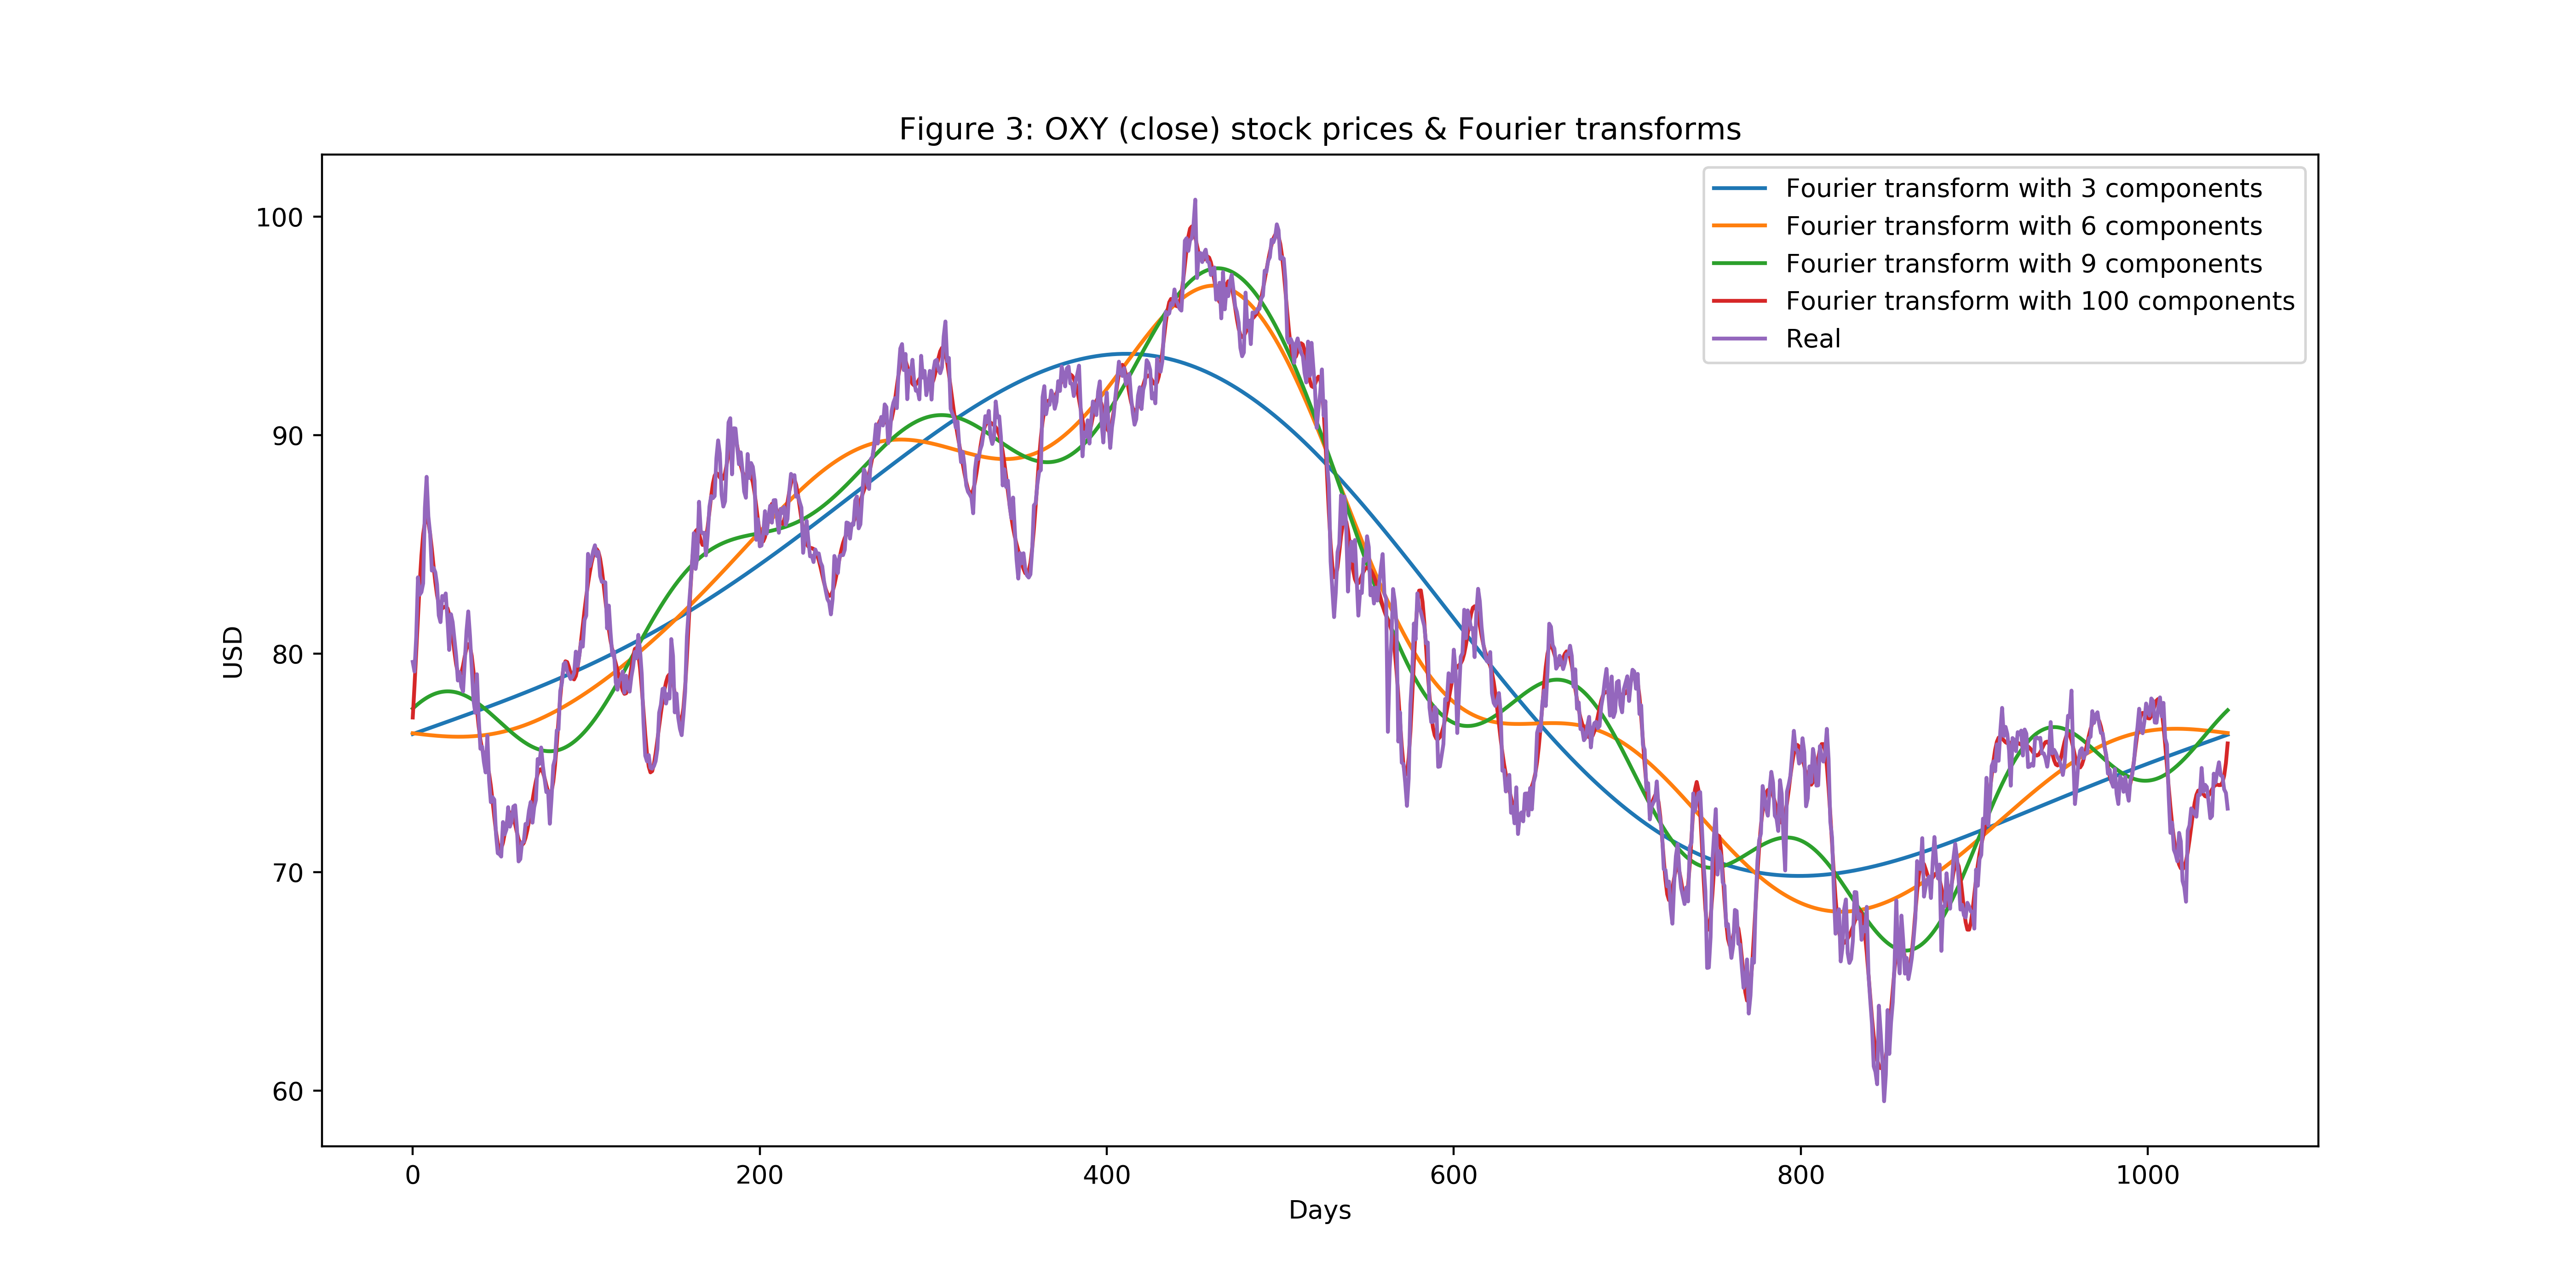 Figure 3: OXY (close) stock prices & Fourier transforms
Fourier transform with 3 components
Fourier transform with 6 components
Fourier transform with 9 components
Fourier transform with 100 components
Real
USD
100
90
80
70
60
0 200 400 600 800 1000
Days